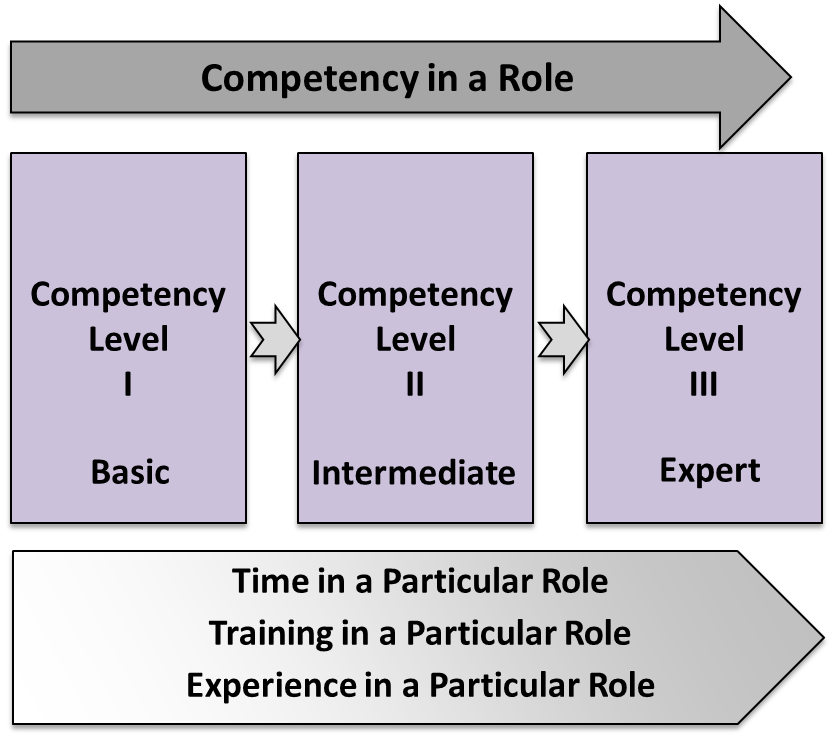 Competency in a Role
Competency
Level
I
Basic
Competency
Level
II
Intermediate
Competency
Level
III
Expert
Time in a Particular Role
Training in a Particular Role
Experience in a Particular Role